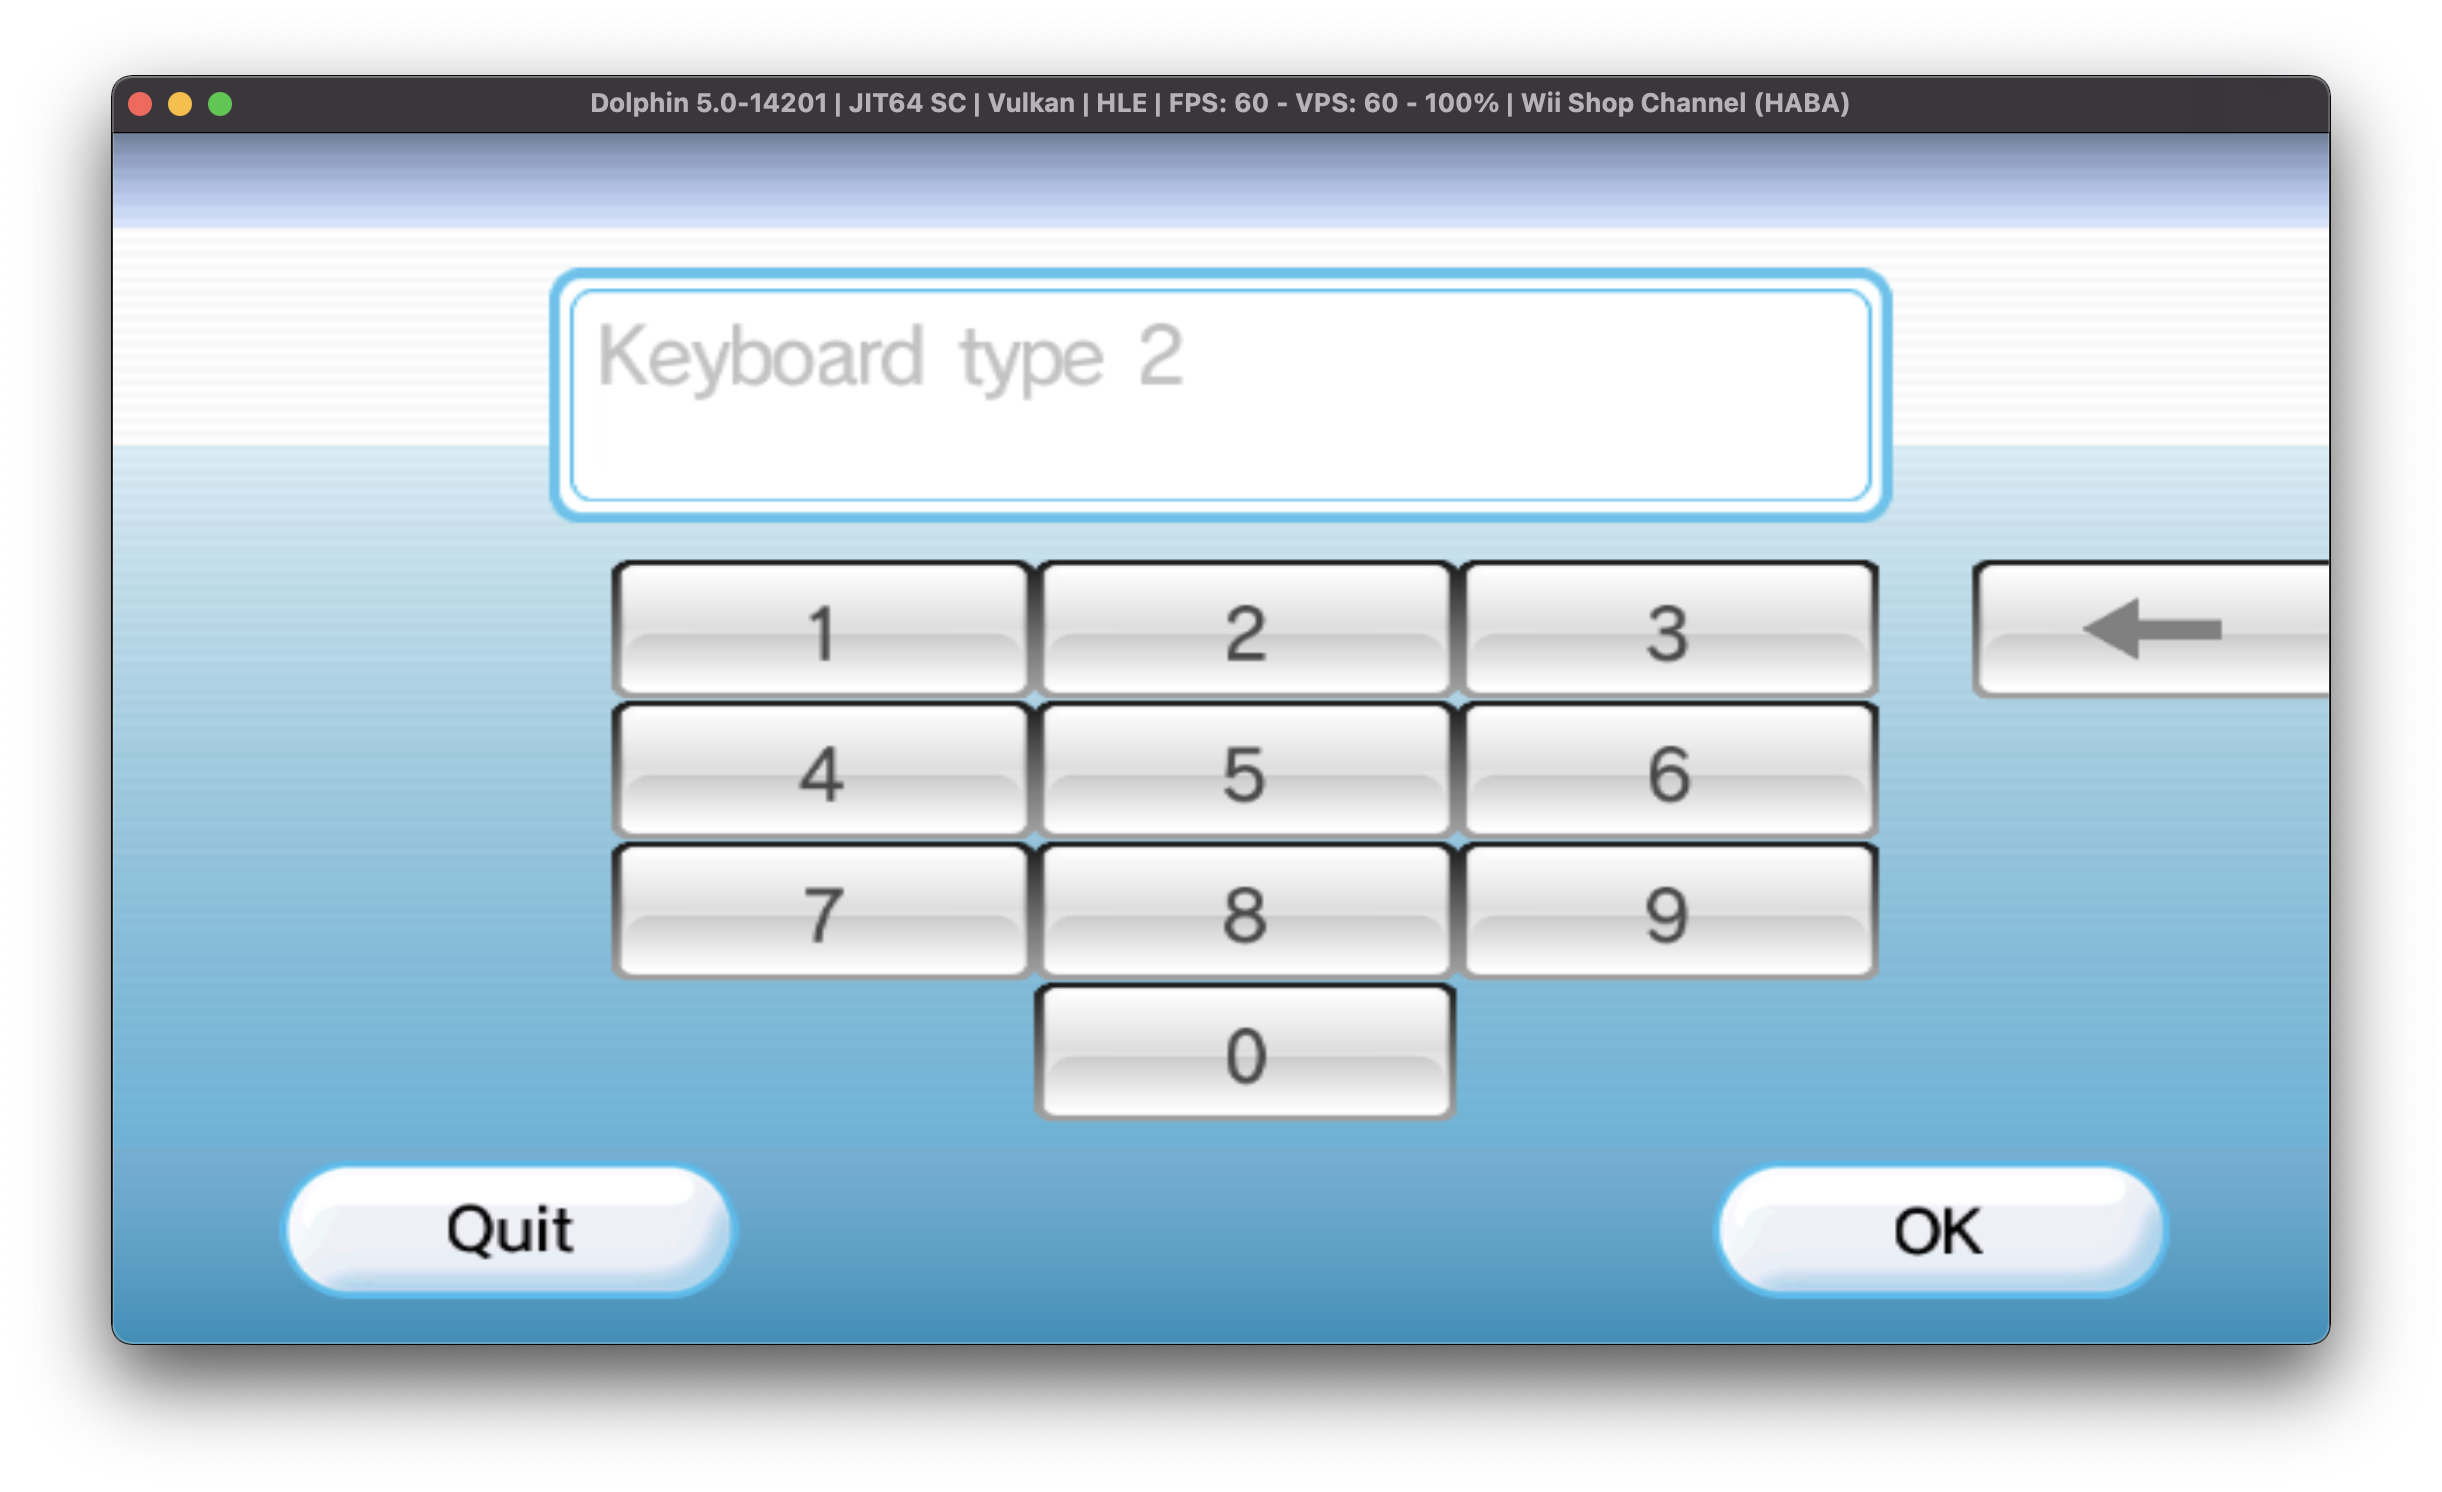 Dolphin 5.0-14201 | JIT64 SC | Vulkan | HLE | FPS: 60 - VPS: 60 - 100% | Wii Shop Channel (HABA)
Keyboard type 2
1 2 3
4 5 6
7 8 9
0
Quit OK